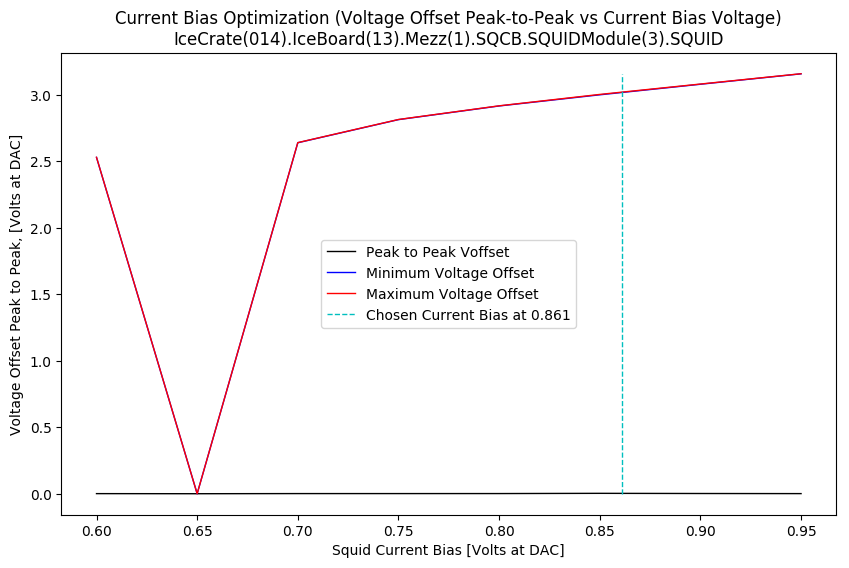 Current Bias Optimization (Voltage Offset Peak-to-Peak vs Current Bias Voltage)
IceCrate(014).IceBoard(13).Mezz(1).SQCB.SQUIDModule(3).SQUID
Voltage Offset Peak to Peak, [Volts at DAC]
3.0
2.5
2.0
1.5
1.0
0.5
0.0
Peak to Peak Voffset
Minimum Voltage Offset
Maximum Voltage Offset
Chosen Current Bias at 0.861
0.60 0.65 0.70 0.75 0.80 0.85 0.90 0.95
Squid Current Bias [Volts at DAC]